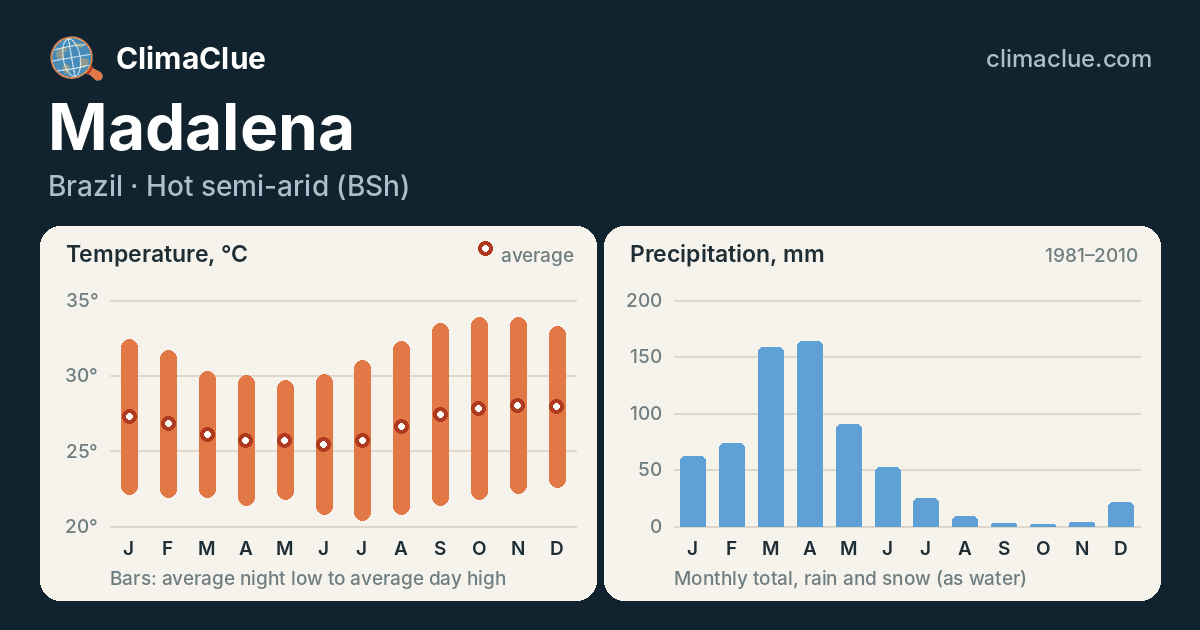 ClimaClue
climaclue.com
Madalena
Brazil · Hot semi-arid (BSh)
Temperature, °C
average
35°
30°
25°
20°
J F M A M J J A S O N D
Bars: average night low to average day high
Precipitation, mm
1981–2010
200
150
100
50
0
J F M A M J J A S O N D
Monthly total, rain and snow (as water)